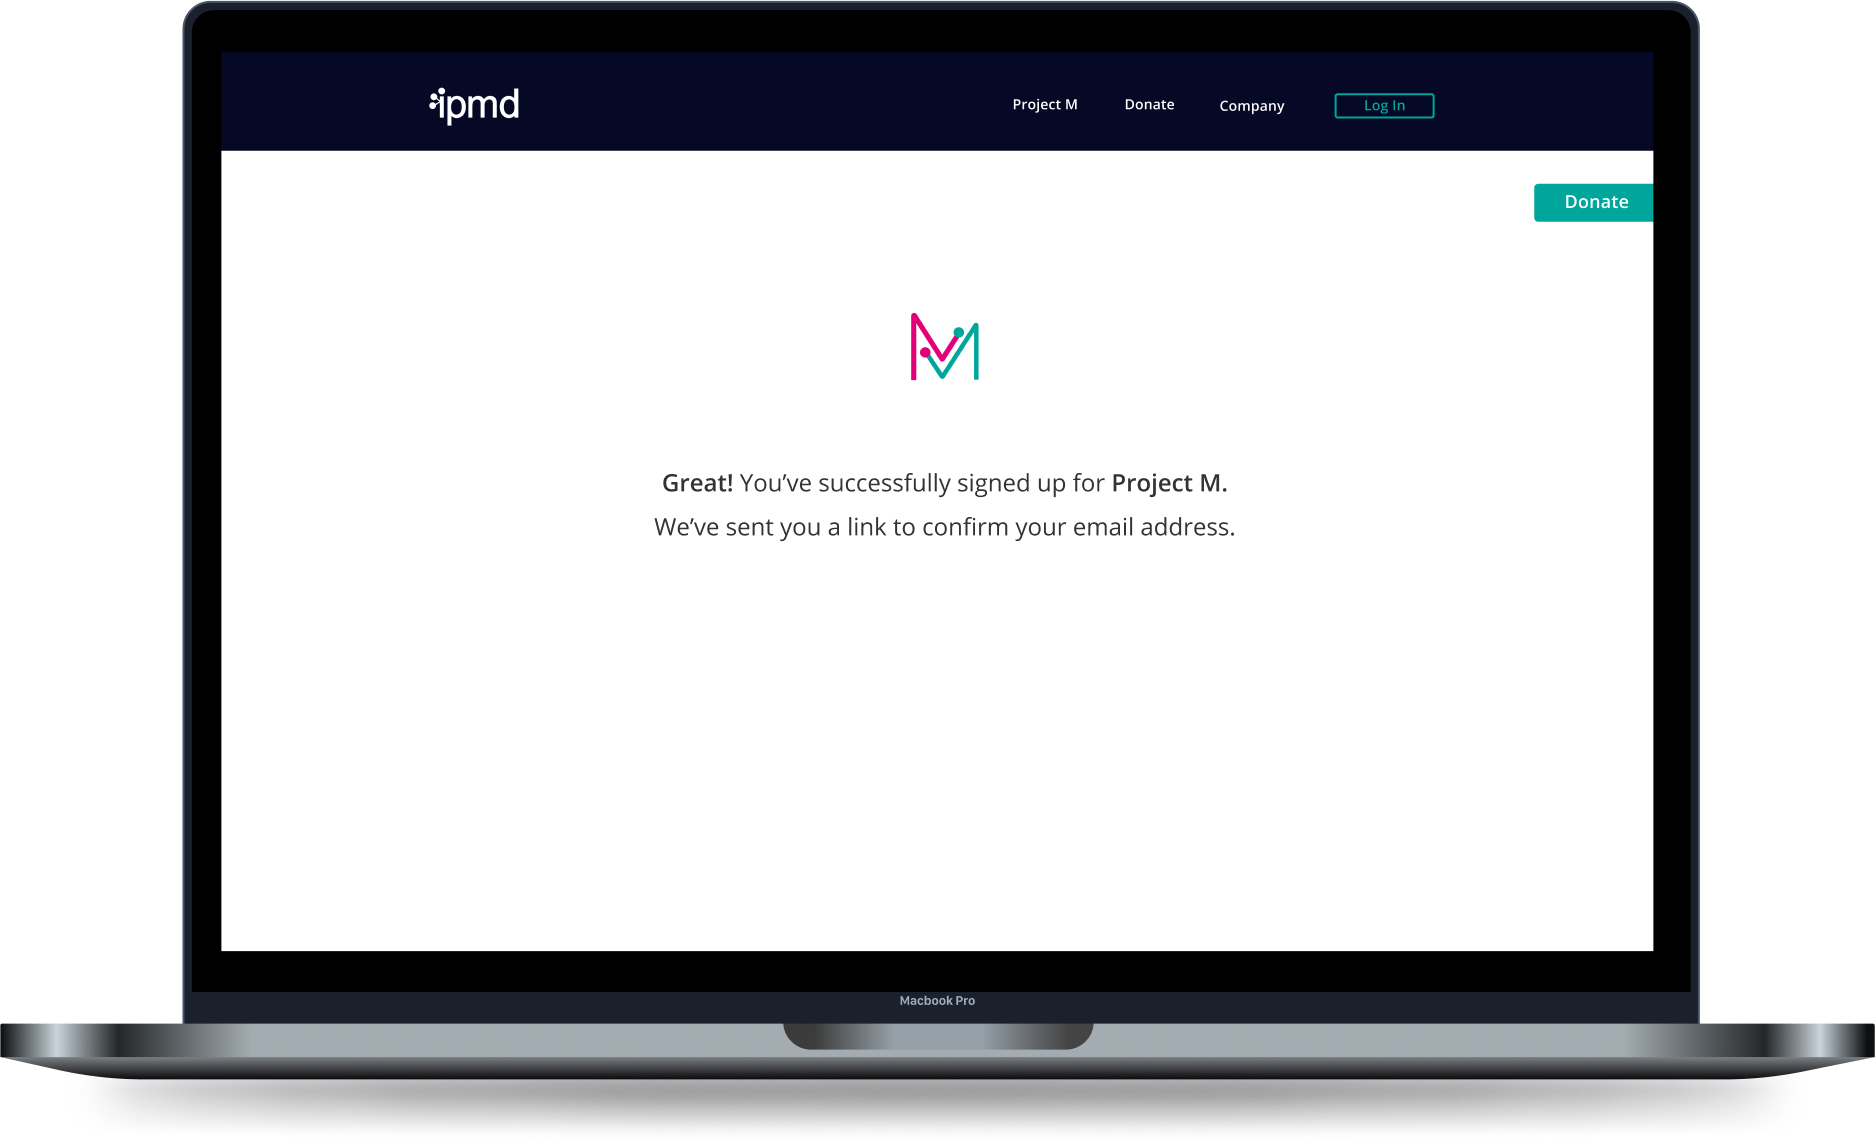 ipmd
Project M
Donate
Company
Log In
Donate
Great! You’ve successfully signed up for Project M.
We’ve sent you a link to confirm your email address.
Macbook Pro